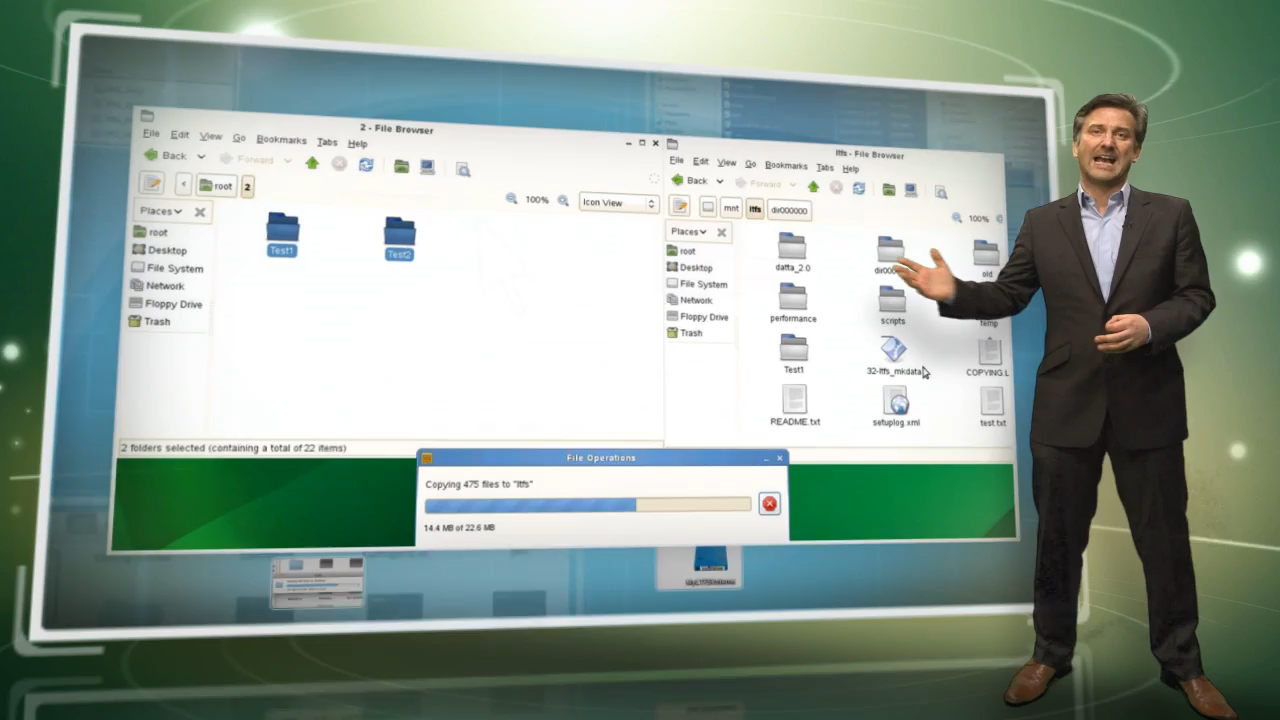 2 - File Browser
File Edit View Go Bookmarks Tabs Help
Back Forward
root 2
100% Icon View
Places
root
Desktop
File System
Network
Floppy Drive
Trash
Test1
Test2
2 folders selected (containing a total of 22 items)
ltfs - File Browser
File Edit View Go Bookmarks Tabs Help
Back Forward
mnt ltfs dir000000
100%
Places
root
Desktop
File System
Network
Floppy Drive
Trash
datta_2.0
old
performance
scripts
temp
Test1
32-ltfs_mkdata
COPYING.L
README.txt
setuplog.xml
test.txt
File Operations
Copying 475 files to "ltfs"
14.4 MB of 22.6 MB